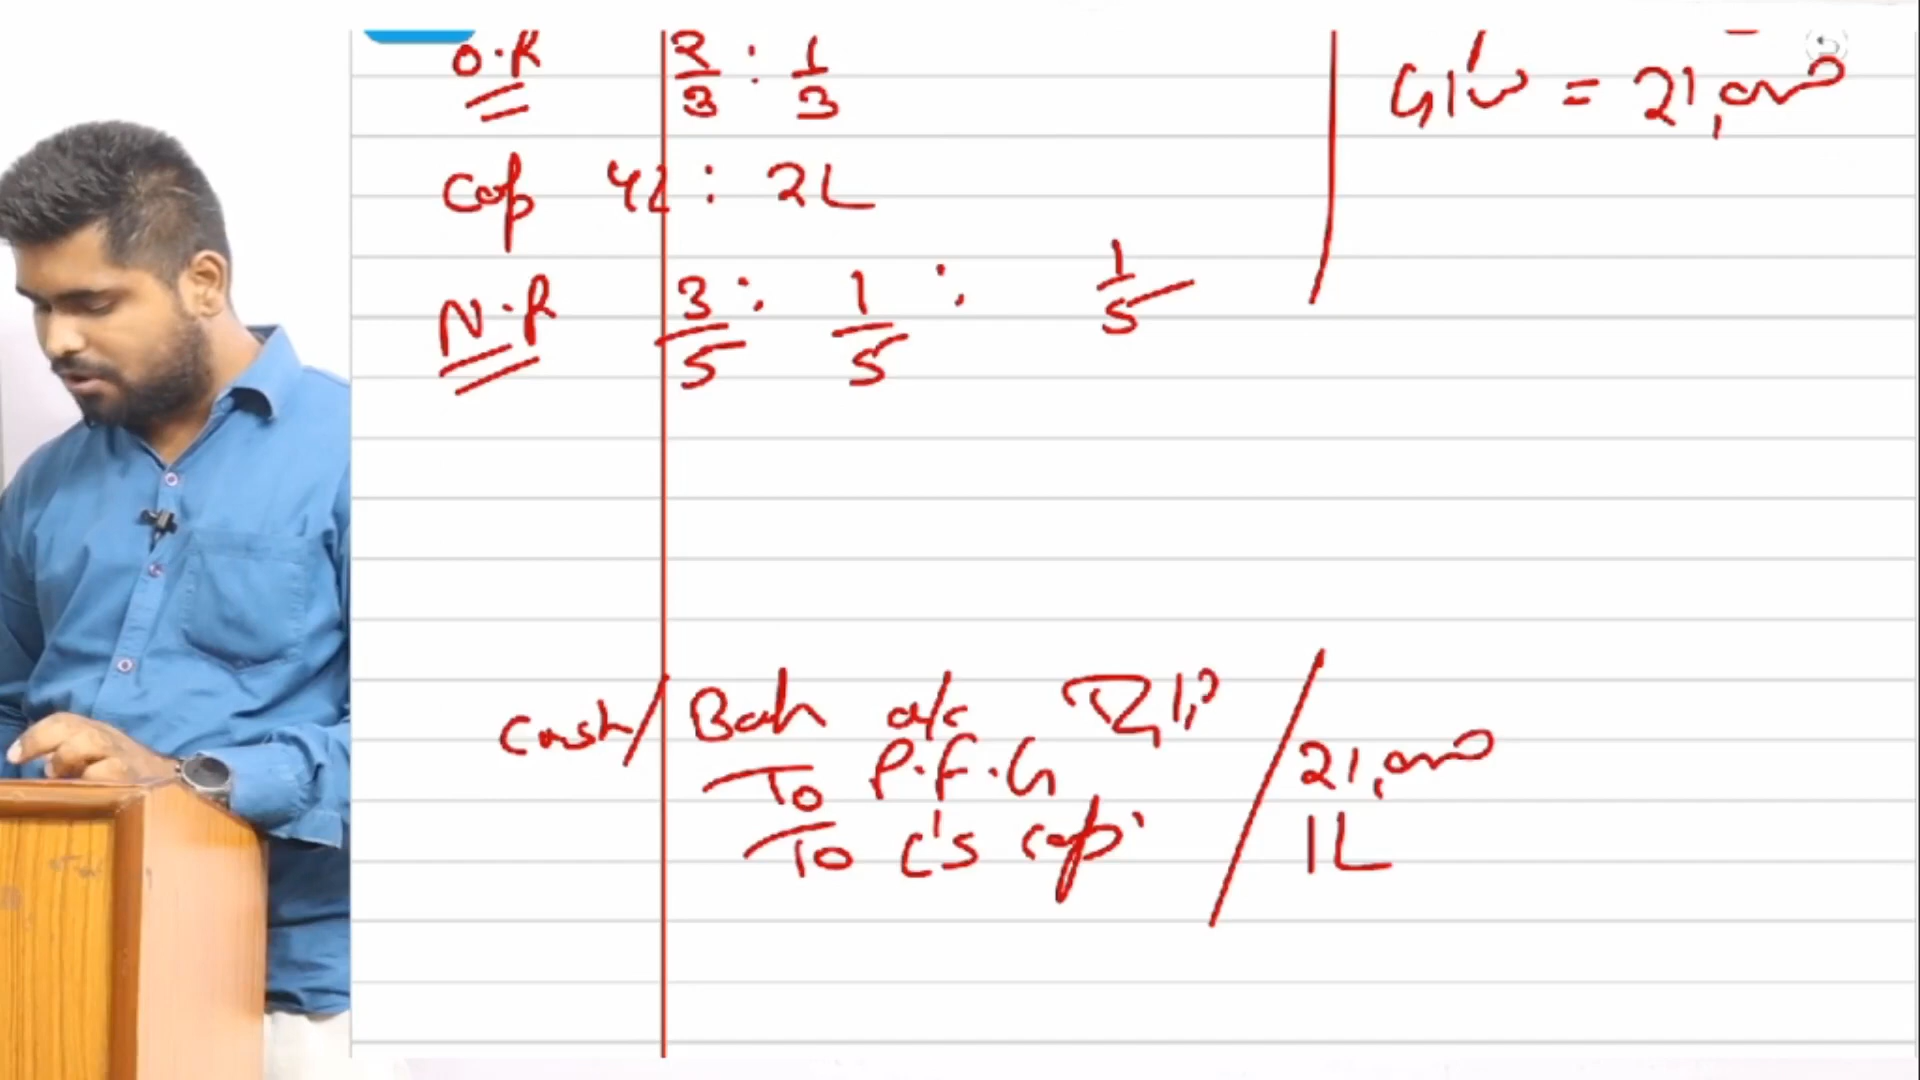 O.R 2/3 : 1/3
Cap 4L : 2L
N.R 3/5 : 1/5 : 1/5
G/w = 21,000
Cash/Bank a/c
To P.F.G 21,000
To C's cap 1L